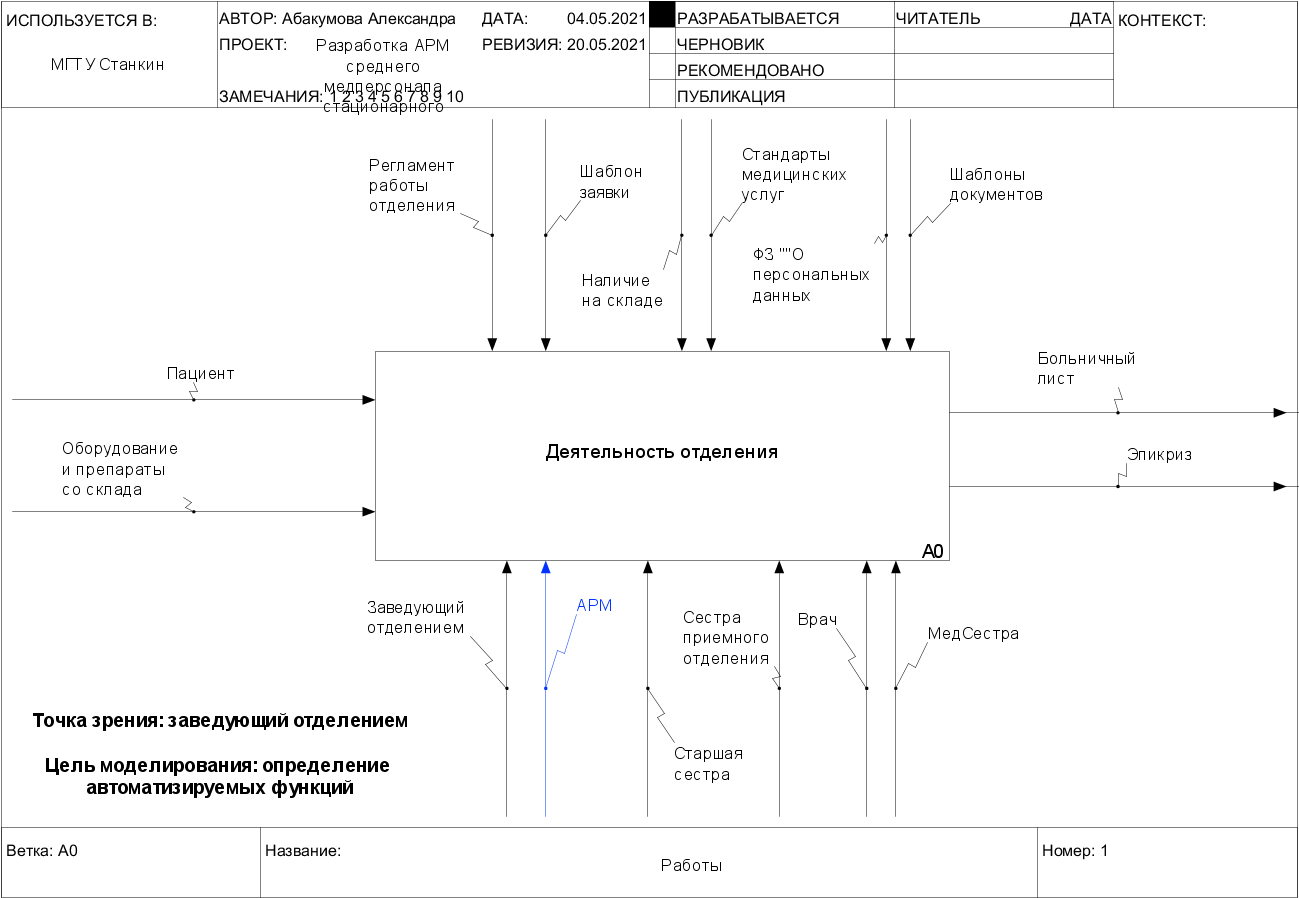 ИСПОЛЬЗУЕТСЯ В:
МГТУ Станкин
АВТОР: Абакумова Александра
ДАТА: 04.05.2021
ПРОЕКТ: Разработка АРМ
среднего
медперсонала
стационарного
РЕВИЗИЯ: 20.05.2021
ЗАМЕЧАНИЯ: 1 2 3 4 5 6 7 8 9 10
РАЗРАБАТЫВАЕТСЯ
ЧЕРНОВИК
РЕКОМЕНДОВАНО
ПУБЛИКАЦИЯ
ЧИТАТЕЛЬ
ДАТА
КОНТЕКСТ:
Регламент
работы
отделения
Шаблон
заявки
Наличие
на складе
Стандарты
медицинских
услуг
ФЗ ""О
персональных
данных
Шаблоны
документов
Пациент
Оборудование
и препараты
со склада
Деятельность отделения
A0
Больничный
лист
Эпикриз
Заведующий
отделением
АРМ
Старшая
сестра
Сестра
приемного
отделения
Врач
МедСестра
Точка зрения: заведующий отделением
Цель моделирования: определение
автоматизируемых функций
Ветка: A0
Название:
Работы
Номер: 1